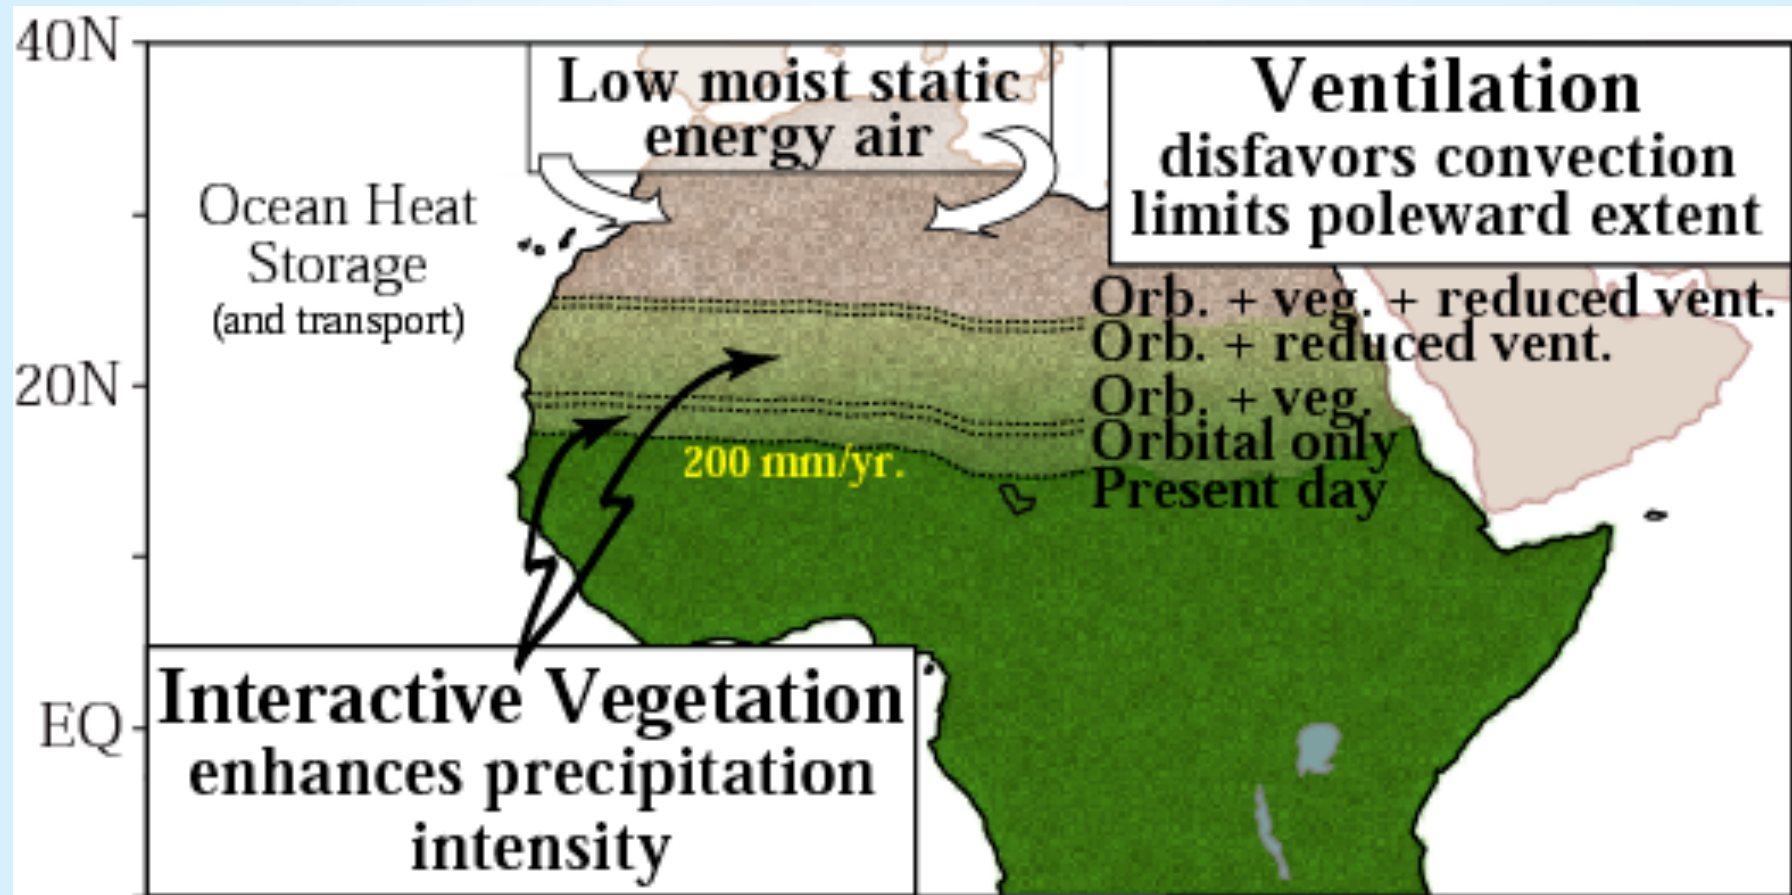 40N
Low moist static
energy air
Ventilation
disfavors convection
limits poleward extent
Ocean Heat
Storage
(and transport)
Orb. + veg. + reduced vent.
Orb. + reduced vent.
20N
Orb. + veg.
Orbital only
200 mm/yr.
Present day
EQ
Interactive Vegetation
enhances precipitation
intensity